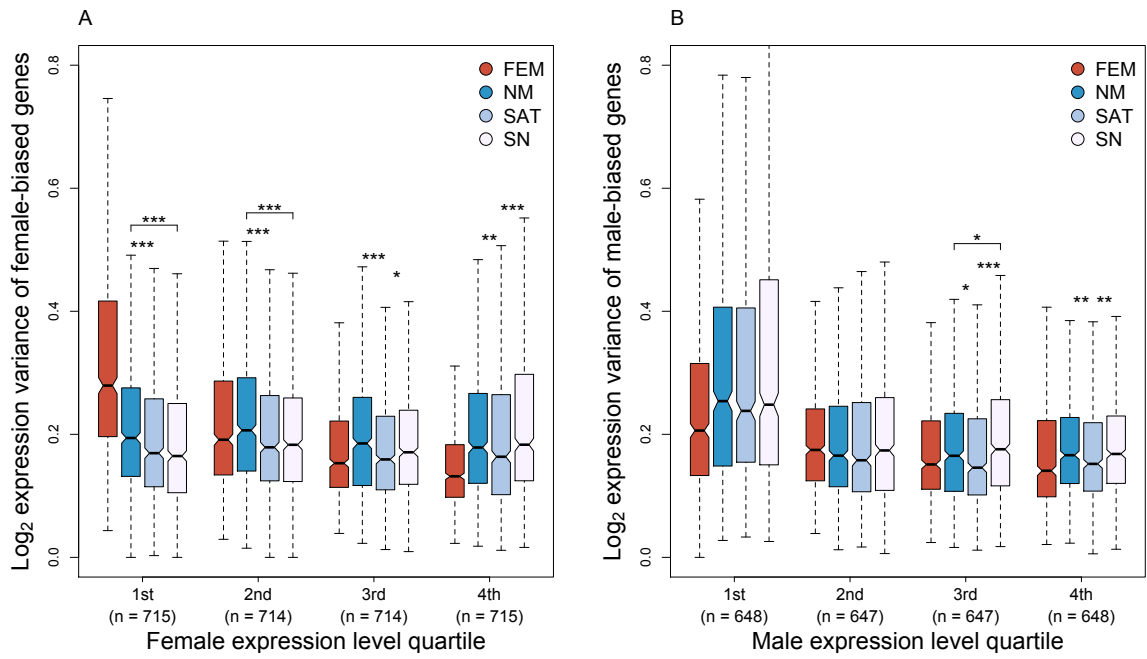 A
Log₂ expression variance of female-biased genes
0.8
0.6
0.4
0.2
0.0
FEM
NM
SAT
SN
***
***
***
***
***
*
**
***
1st
2nd
3rd
4th
(n = 715)
(n = 714)
(n = 714)
(n = 715)
Female expression level quartile
B
Log₂ expression variance of male-biased genes
0.8
0.6
0.4
0.2
0.0
FEM
NM
SAT
SN
*
***
*
**
**
1st
2nd
3rd
4th
(n = 648)
(n = 647)
(n = 647)
(n = 648)
Male expression level quartile